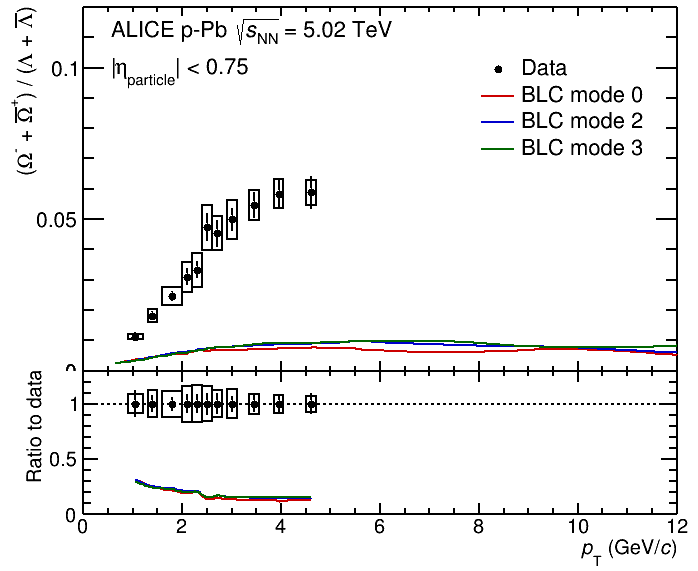 ALICE p-Pb √s_NN = 5.02 TeV
|η_particle| < 0.75
Data
BLC mode 0
BLC mode 2
BLC mode 3
(Ω⁻ + Ω̅⁺) / (Λ + Λ̅)
0.1
0.05
0
Ratio to data
1
0.5
0
0 2 4 6 8 10 12
p_T (GeV/c)